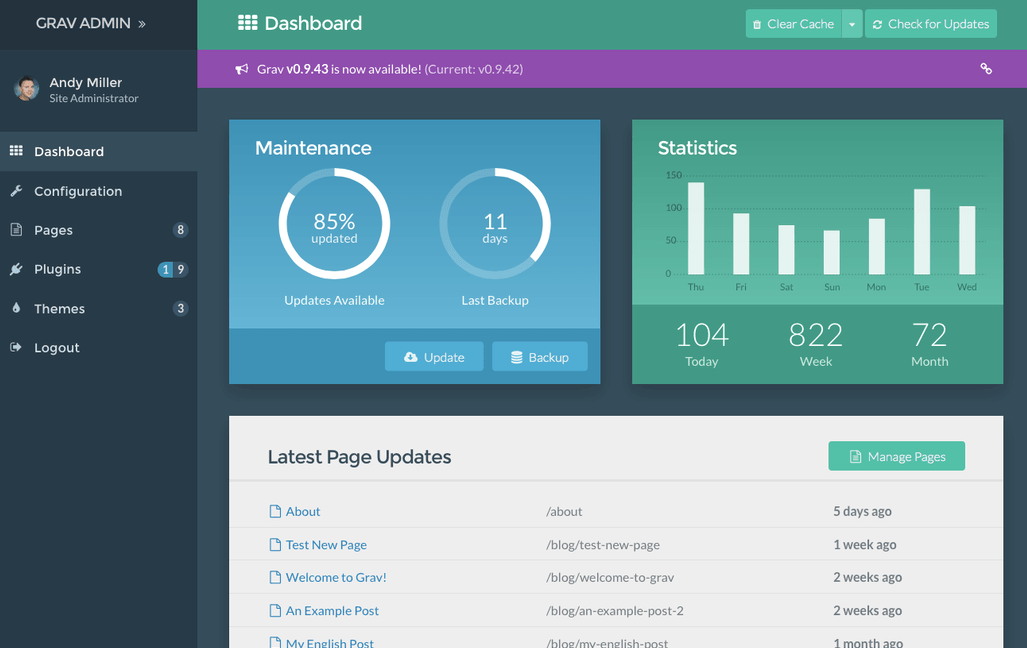 GRAV ADMIN »
Andy Miller
Site Administrator
Dashboard
Configuration
Pages 8
Plugins 1 9
Themes 3
Logout
Dashboard
Clear Cache
Check for Updates
Grav v0.9.43 is now available! (Current: v0.9.42)
Maintenance
85%
updated
Updates Available
11
days
Last Backup
Update
Backup
Statistics
150
100
50
0
Thu Fri Sat Sun Mon Tue Wed
104 822 72
Today Week Month
Latest Page Updates
Manage Pages
About /about 5 days ago
Test New Page /blog/test-new-page 1 week ago
Welcome to Grav! /blog/welcome-to-grav 2 weeks ago
An Example Post /blog/an-example-post-2 2 weeks ago
My English Post /blog/my-english-post 1 month ago